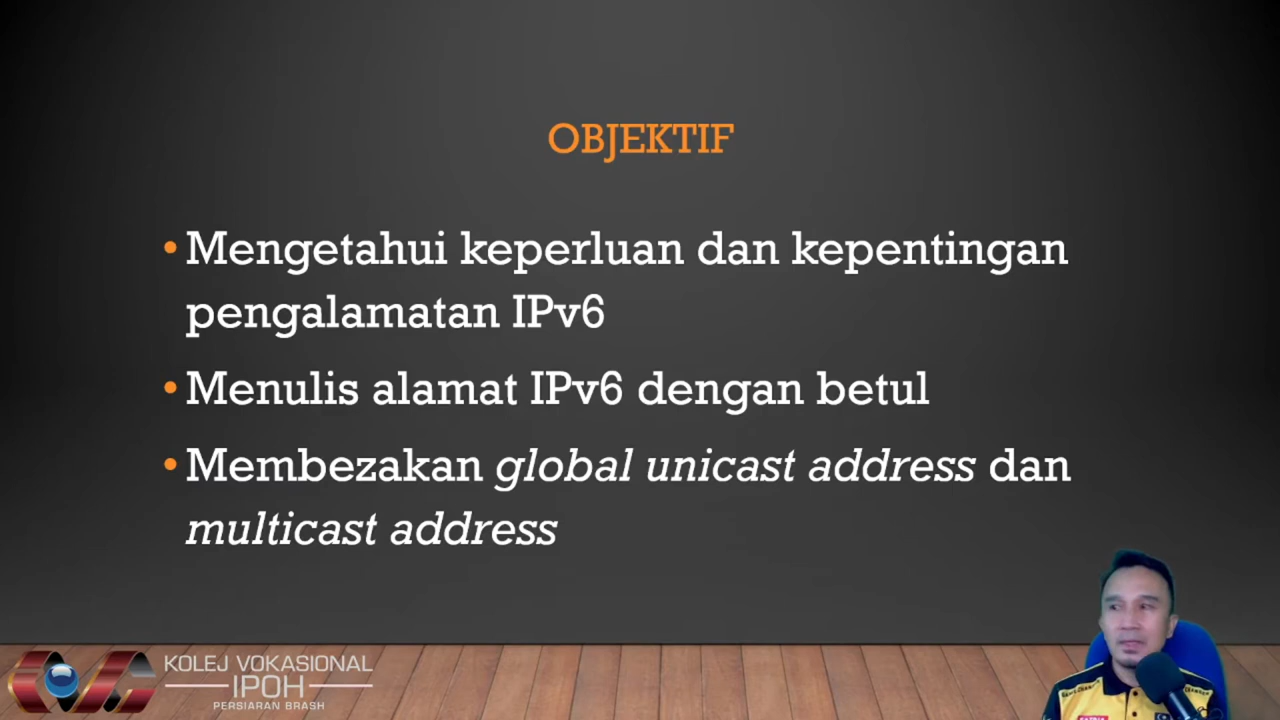 OBJEKTIF
• Mengetahui keperluan dan kepentingan
pengalamatan IPv6
• Menulis alamat IPv6 dengan betul
• Membezakan global unicast address dan
multicast address
KOLEJ VOKASIONAL
IPOH
PERSIARAN BRASH